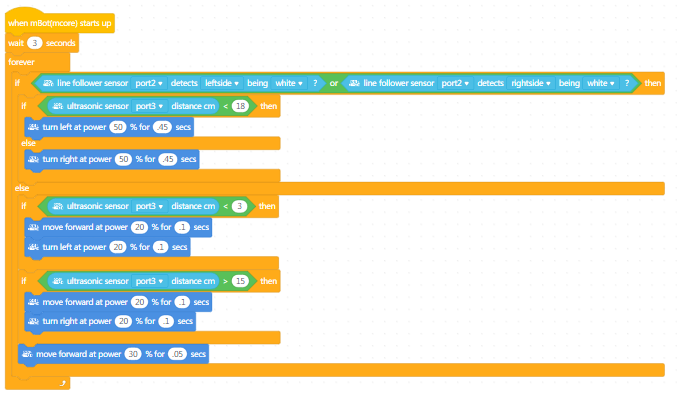 when mBot(mcore) starts up
wait 3 seconds
forever
if line follower sensor port2 detects leftside being white ? or line follower sensor port2 detects rightside being white ? then
if ultrasonic sensor port3 distance cm < 18 then
turn left at power 50 % for .45 secs
else
turn right at power 50 % for .45 secs
else
if ultrasonic sensor port3 distance cm < 3 then
move forward at power 20 % for .1 secs
turn left at power 20 % for .1 secs
if ultrasonic sensor port3 distance cm > 15 then
move forward at power 20 % for .1 secs
turn right at power 20 % for .1 secs
move forward at power 30 % for .05 secs